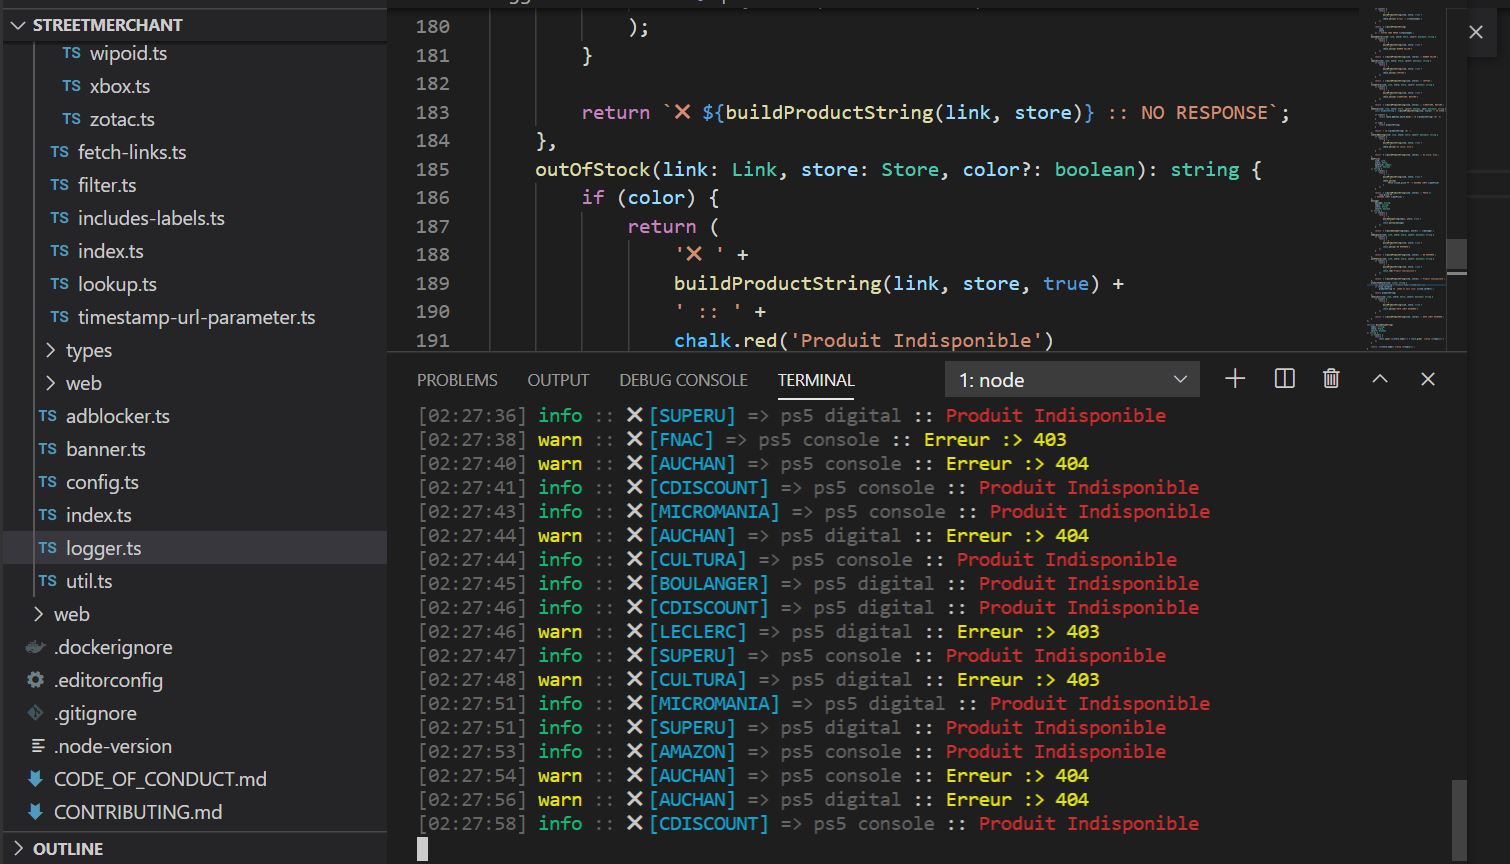 STREETMERCHANT
TS wipoid.ts
TS xbox.ts
TS zotac.ts
TS fetch-links.ts
TS filter.ts
TS includes-labels.ts
TS index.ts
TS lookup.ts
TS timestamp-url-parameter.ts
types
web
TS adblocker.ts
TS banner.ts
TS config.ts
TS index.ts
TS logger.ts
TS util.ts
web
.dockerignore
.editorconfig
.gitignore
.node-version
CODE_OF_CONDUCT.md
CONTRIBUTING.md
OUTLINE
180 );
181 }
182
183 return `❌ ${buildProductString(link, store)} :: NO RESPONSE`;
184 },
185 outOfStock(link: Link, store: Store, color?: boolean): string {
186 if (color) {
187 return (
188 '❌ ' +
189 buildProductString(link, store, true) +
190 ' :: ' +
191 chalk.red('Produit Indisponible')
PROBLEMS OUTPUT DEBUG CONSOLE TERMINAL 1: node
[02:27:36] info :: ❌ [SUPERU] => ps5 digital :: Produit Indisponible
[02:27:38] warn :: ❌ [FNAC] => ps5 console :: Erreur :> 403
[02:27:40] warn :: ❌ [AUCHAN] => ps5 console :: Erreur :> 404
[02:27:41] info :: ❌ [CDISCOUNT] => ps5 console :: Produit Indisponible
[02:27:43] info :: ❌ [MICROMANIA] => ps5 console :: Produit Indisponible
[02:27:44] warn :: ❌ [AUCHAN] => ps5 digital :: Erreur :> 404
[02:27:44] info :: ❌ [CULTURA] => ps5 console :: Produit Indisponible
[02:27:45] info :: ❌ [BOULANGER] => ps5 digital :: Produit Indisponible
[02:27:46] info :: ❌ [CDISCOUNT] => ps5 digital :: Produit Indisponible
[02:27:46] warn :: ❌ [LECLERC] => ps5 digital :: Erreur :> 403
[02:27:47] info :: ❌ [SUPERU] => ps5 console :: Produit Indisponible
[02:27:48] warn :: ❌ [CULTURA] => ps5 digital :: Erreur :> 403
[02:27:51] info :: ❌ [MICROMANIA] => ps5 digital :: Produit Indisponible
[02:27:51] info :: ❌ [SUPERU] => ps5 digital :: Produit Indisponible
[02:27:53] info :: ❌ [AMAZON] => ps5 console :: Produit Indisponible
[02:27:54] warn :: ❌ [AUCHAN] => ps5 console :: Erreur :> 404
[02:27:56] warn :: ❌ [AUCHAN] => ps5 digital :: Erreur :> 404
[02:27:58] info :: ❌ [CDISCOUNT] => ps5 console :: Produit Indisponible